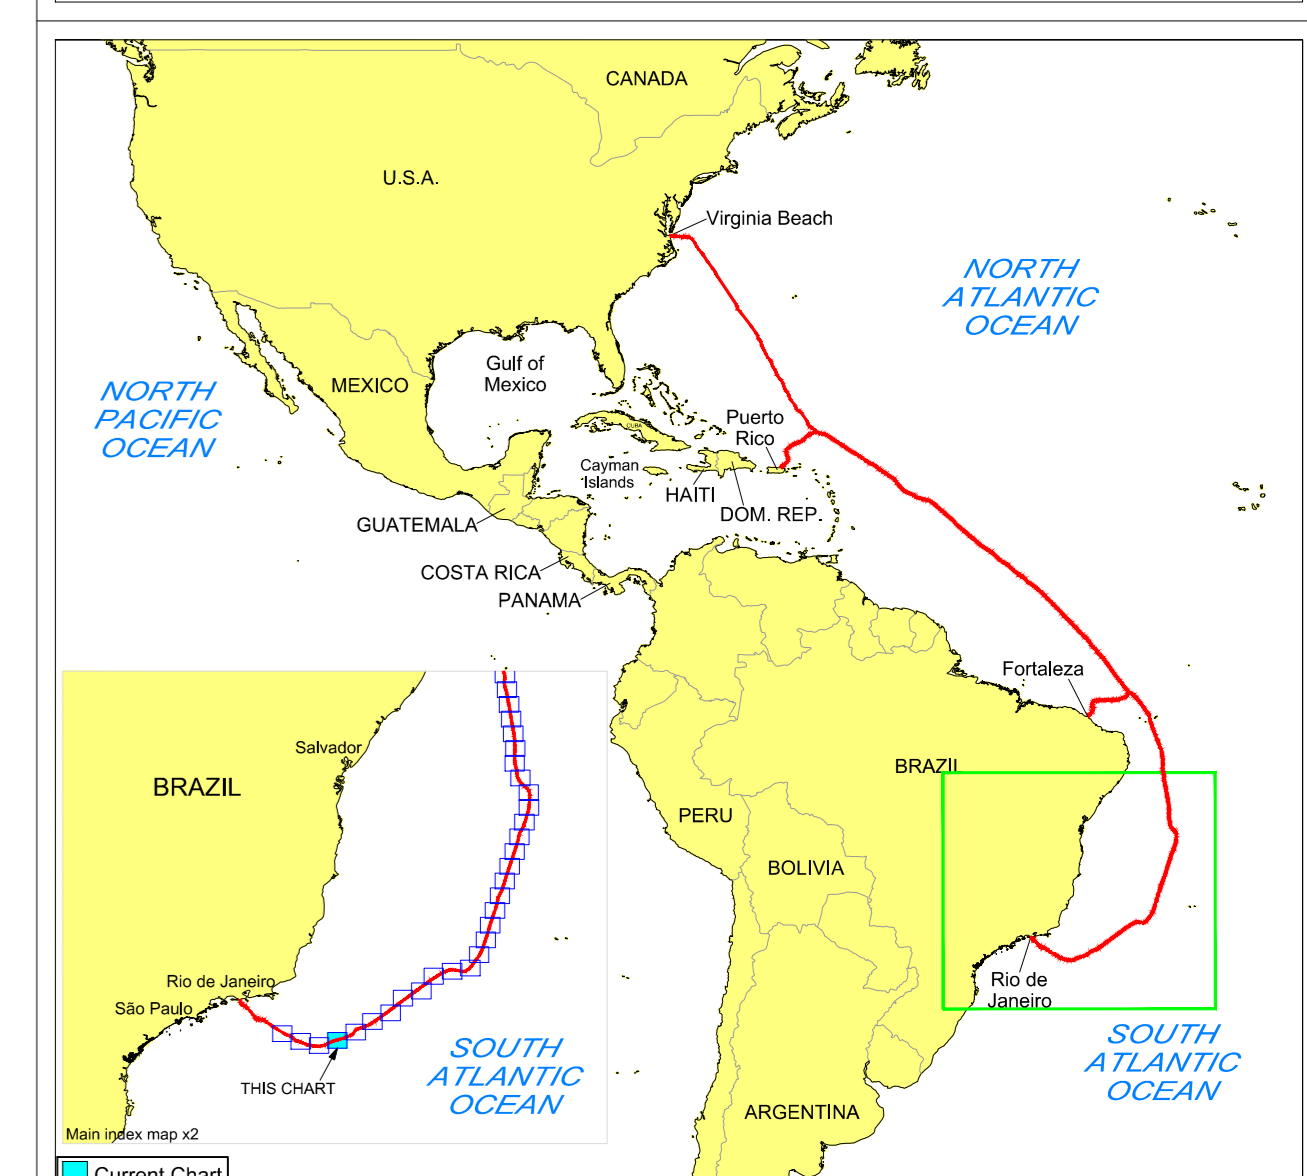 CANADA
U.S.A.
Virginia Beach
NORTH
ATLANTIC
OCEAN
NORTH
PACIFIC
OCEAN
MEXICO
Gulf of
Mexico
CUBA
Puerto
Rico
Cayman
Islands
HAITI
DOM. REP.
GUATEMALA
COSTA RICA
PANAMA
Fortaleza
BRAZIL
PERU
BOLIVIA
Rio de
Janeiro
SOUTH
ATLANTIC
OCEAN
ARGENTINA
Salvador
BRAZIL
Rio de Janeiro
São Paulo
SOUTH
ATLANTIC
OCEAN
THIS CHART
Main index map x2
Current Chart